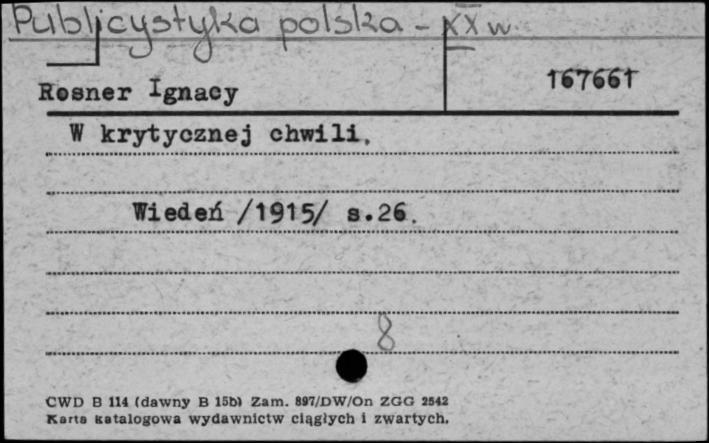 Publicystyka polska - XX w.
Rosner Ignacy
167661
W krytycznej chwili.
Wiedeń /1915/ s.26.
8
CWD B 114 (dawny B 15b) Zam. 897/DW/On ZGG 2542
Karta katalogowa wydawnictw ciągłych i zwartych.